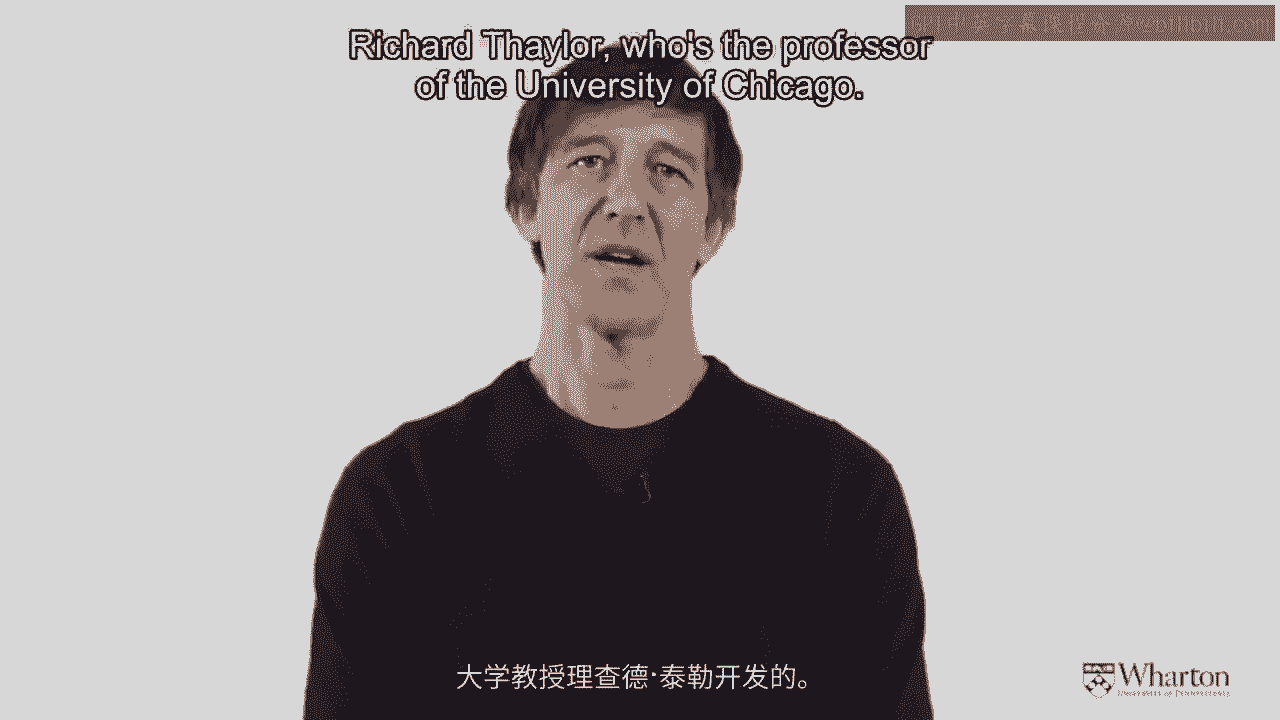 Richard Thaylor, who's the professor
of the University of Chicago.
大学教授理查德·泰勒开发的。
Wharton